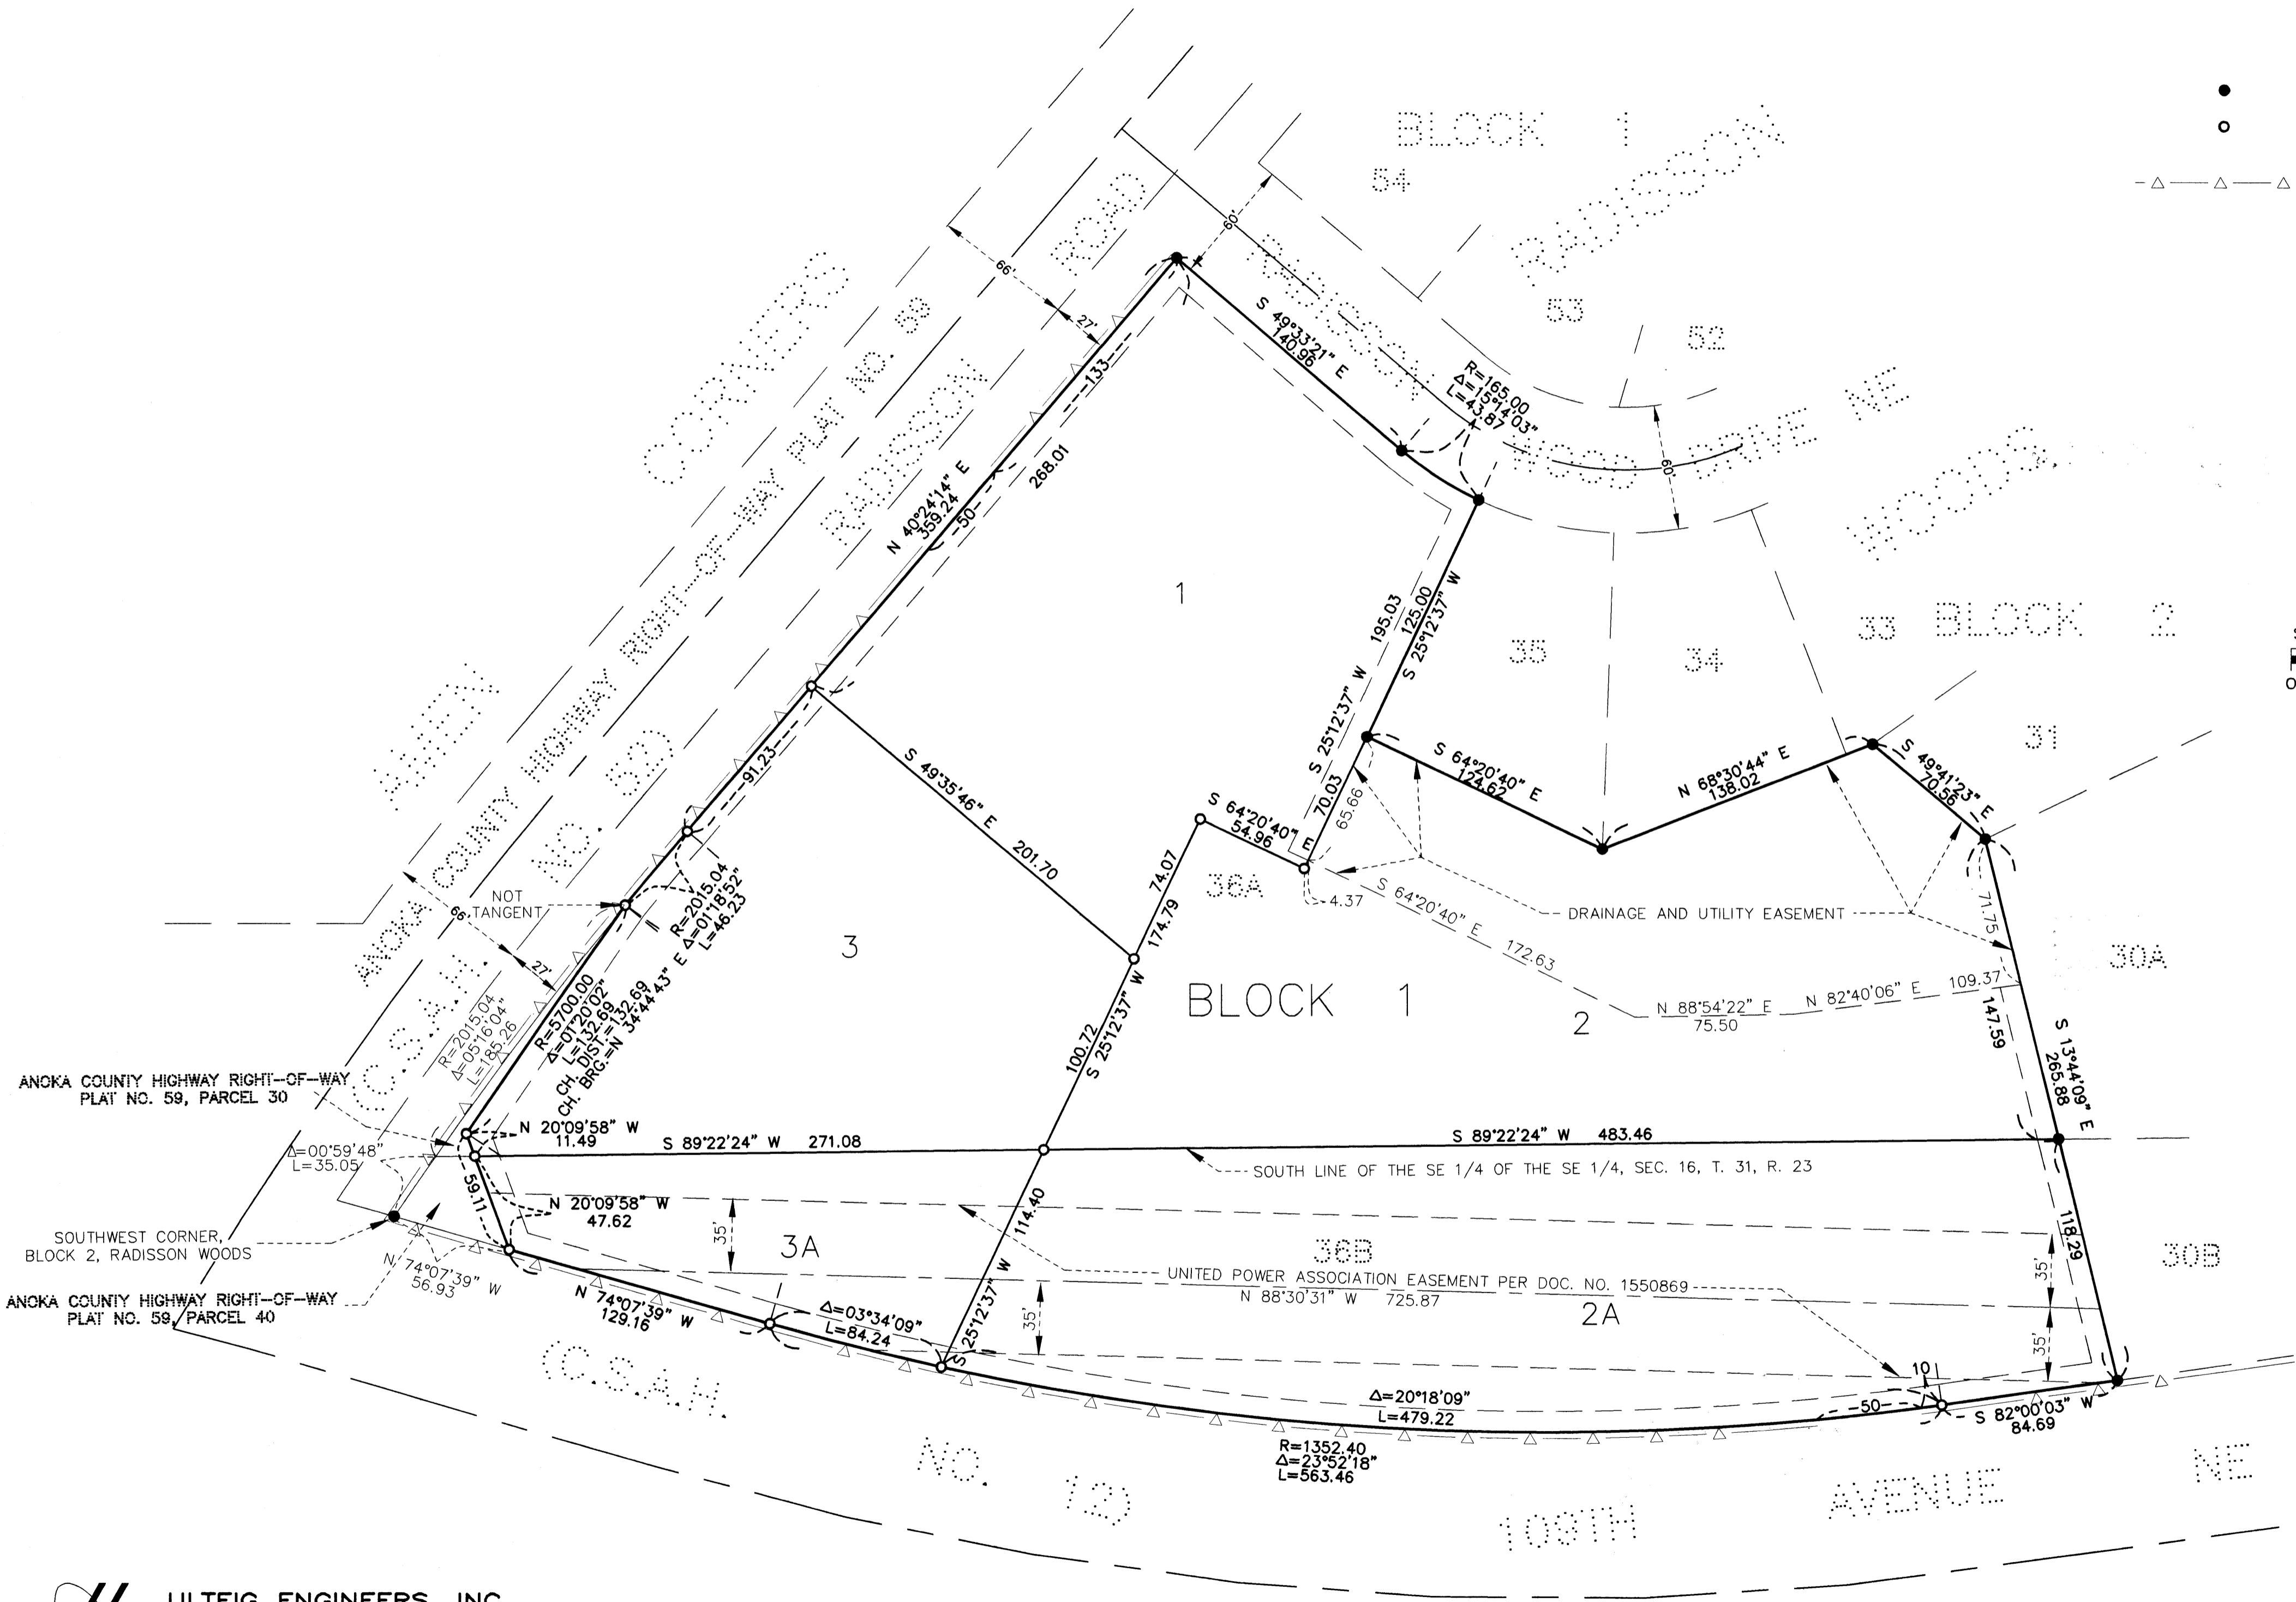 BLOCK 1
54
RADISSON
60'
ROAD
66'
CORNERS
27'
133
53
52
RADISSON WOOD DRIVE NE
S 49°33'21" E
140.96
R=165.00
Δ=15°14'03"
L=43.87
60'
WOODS
ANOKA COUNTY HIGHWAY RIGHT-OF-WAY PLAT NO. 59
RADISSON
N 40°24'14" E
359.24
50
268.01
1
195.03
125.00
S 25°12'37" W
S 25°12'37" W
35
34
33
BLOCK 2
31
AHEN
(C.S.A.H. NO. 52)
91.23
S 49°35'46" E 201.70
70.03
65.66
S 64°20'40" E
124.62
N 68°30'44" E
138.02
S 49°41'23" E
70.56
S 64°20'40" E
54.96
36A
4.37
S 64°20'40" E 172.63
DRAINAGE AND UTILITY EASEMENT
71.75
30A
74.07
174.79
NOT
TANGENT
66'
27'
R=2015.04
Δ=01°18'52"
L=46.23
3
BLOCK 1
2
N 88°54'22" E
75.50
N 82°40'06" E 109.37
147.59
S 13°44'09" E
265.88
R=2015.04
Δ=05°16'04"
L=185.26
R=5700.00
Δ=01°20'02"
L=132.69
CH. DIST.=132.69
CH. BRG.=N 34°44'43" E
100.72
S 25°12'37" W
ANOKA COUNTY HIGHWAY RIGHT-OF-WAY
PLAT NO. 59, PARCEL 30
N 20°09'58" W
11.49
S 89°22'24" W 271.08
S 89°22'24" W 483.46
Δ=00°59'48"
L=35.05
SOUTH LINE OF THE SE 1/4 OF THE SE 1/4, SEC. 16, T. 31, R. 23
59.11
N 20°09'58" W
47.62
114.40
118.29
SOUTHWEST CORNER,
BLOCK 2, RADISSON WOODS
35'
3A
36B
35'
30B
N 74°07'39" W
56.93
UNITED POWER ASSOCIATION EASEMENT PER DOC. NO. 1550869
N 88°30'31" W 725.87
ANOKA COUNTY HIGHWAY RIGHT-OF-WAY
PLAT NO. 59, PARCEL 40
N 74°07'39" W
129.16
Δ=03°34'09"
L=84.24
S 25°12'37" W
35'
2A
35'
10
50
S 82°00'03" W
84.69
Δ=20°18'09"
L=479.22
R=1352.40
Δ=23°52'18"
L=563.46
(C.S.A.H. NO. 12)
109TH AVENUE NE
ULTEIG ENGINEERS, INC.